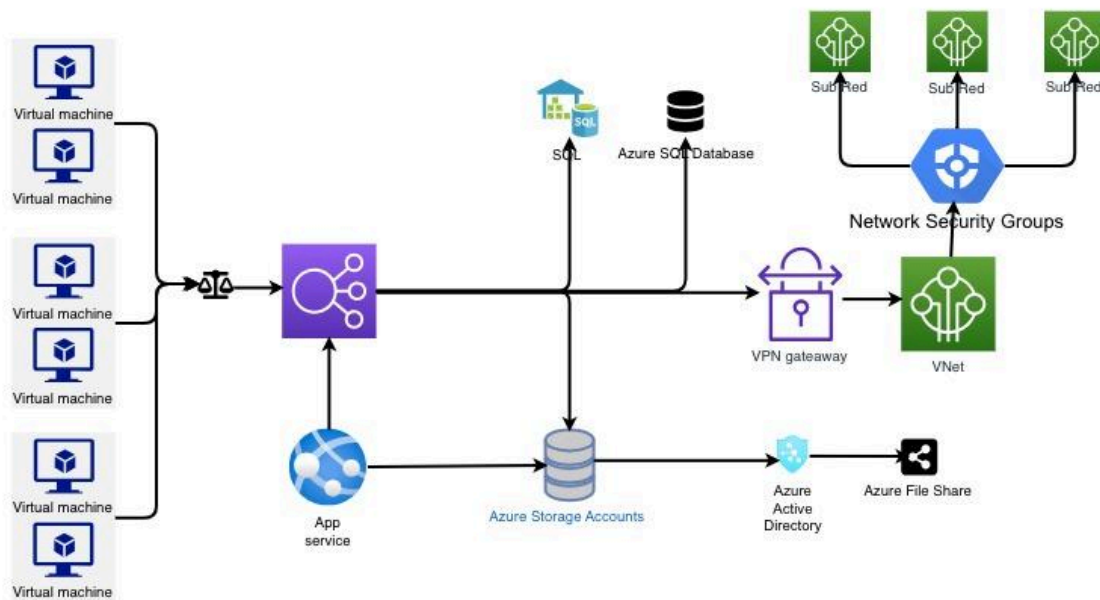 Sub Red
Sub Red
Sub Red
Virtual machine
Virtual machine
SQL
SQL
Azure SQL Database
Network Security Groups
Virtual machine
Virtual machine
VPN gateaway
VNet
Virtual machine
Virtual machine
App
service
Azure Storage Accounts
Azure
Active
Directory
Azure File Share